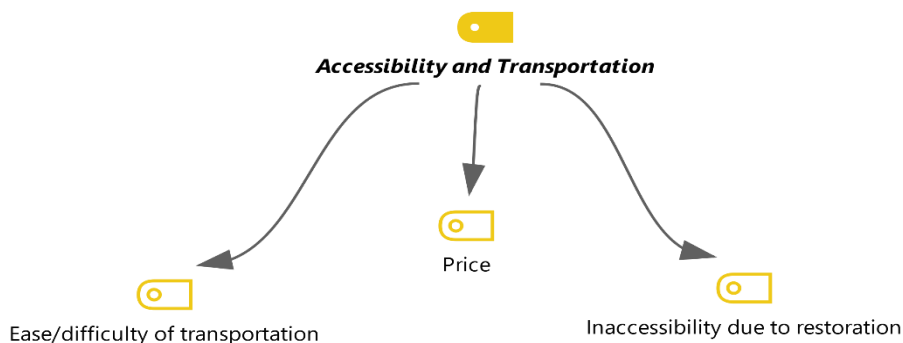 Accessibility and Transportation
Price
Ease/difficulty of transportation
Inaccessibility due to restoration